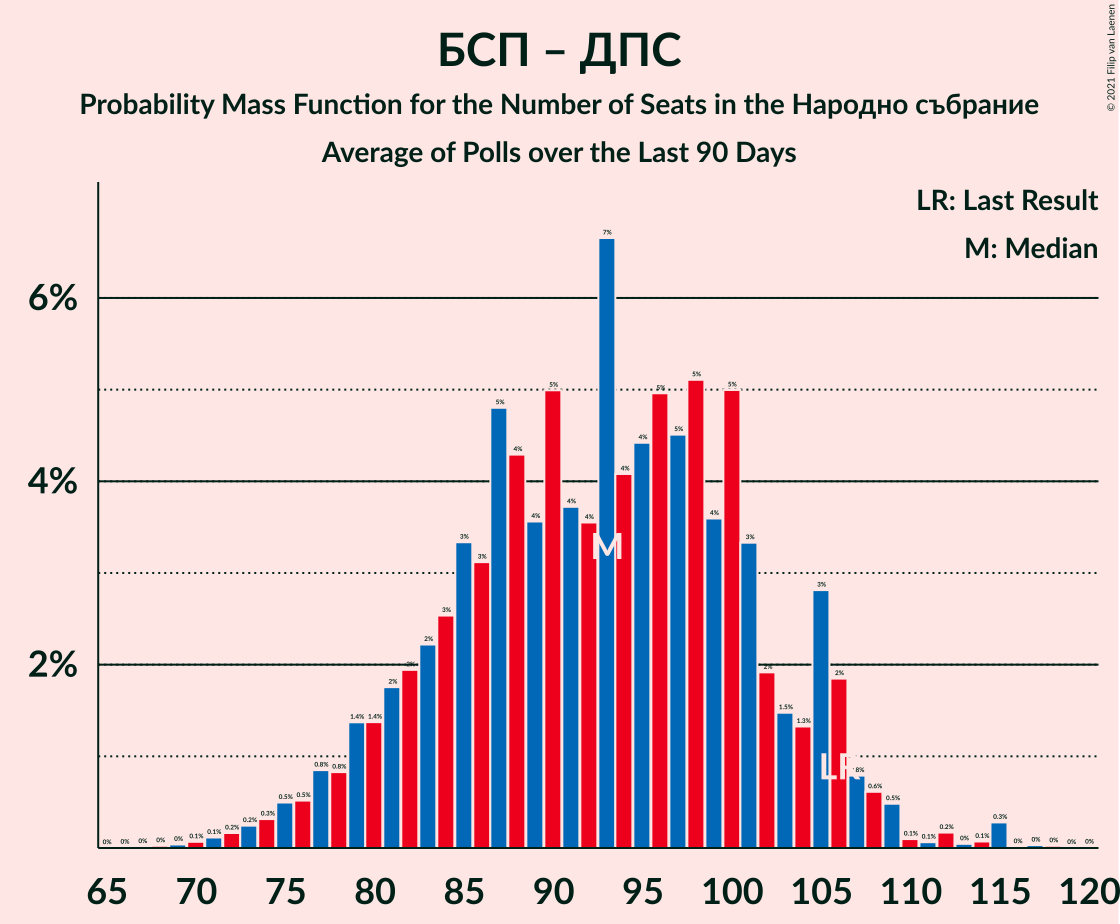 БСП – ДПС
Probability Mass Function for the Number of Seats in the Народно събрание
Average of Polls over the Last 90 Days
© 2021 Filip van Laenen
LR: Last Result
M: Median
6%
4%
2%
0% 0% 0% 0% 0% 0.1% 0.1% 0.2% 0.2% 0.3% 0.5% 0.5% 0.8% 0.8% 1.4% 1.4% 2% 2% 2% 3% 3% 3% 5% 4% 4% 5% 4% 4% 7% 4% 4% 5% 5% 5% 4% 5% 3% 2% 1.5% 1.3% 3% 2% 0.6% 0.5% 0.1% 0.1% 0.2% 0% 0.1% 0.3% 0% 0% 0% 0% 0%
M
LR
65 70 75 80 85 90 95 100 105 110 115 120